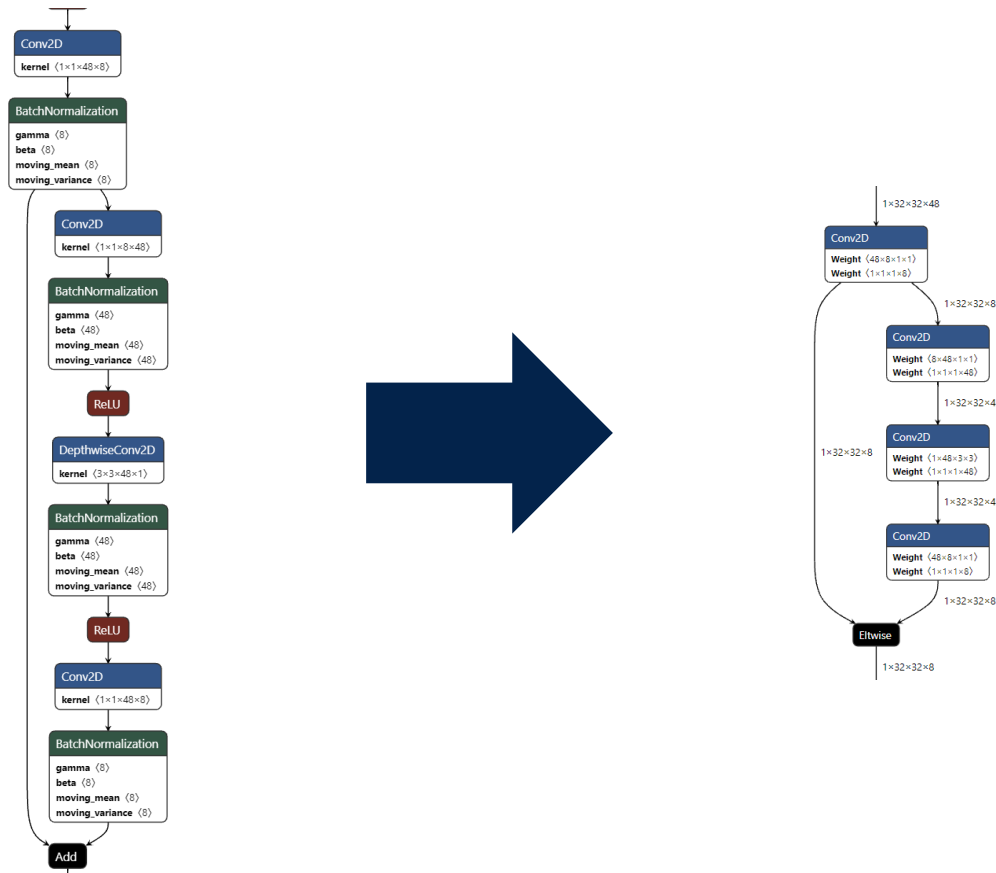 Conv2D
kernel ⟨1×1×48×8⟩
BatchNormalization
gamma ⟨8⟩
beta ⟨8⟩
moving_mean ⟨8⟩
moving_variance ⟨8⟩
Conv2D
kernel ⟨1×1×8×48⟩
BatchNormalization
gamma ⟨48⟩
beta ⟨48⟩
moving_mean ⟨48⟩
moving_variance ⟨48⟩
ReLU
DepthwiseConv2D
kernel ⟨3×3×48×1⟩
BatchNormalization
gamma ⟨48⟩
beta ⟨48⟩
moving_mean ⟨48⟩
moving_variance ⟨48⟩
ReLU
Conv2D
kernel ⟨1×1×48×8⟩
BatchNormalization
gamma ⟨8⟩
beta ⟨8⟩
moving_mean ⟨8⟩
moving_variance ⟨8⟩
Add
1×32×32×48
Conv2D
Weight ⟨48×8×1×1⟩
Weight ⟨1×1×1×8⟩
1×32×32×8
Conv2D
Weight ⟨8×48×1×1⟩
Weight ⟨1×1×1×48⟩
1×32×32×4
Conv2D
Weight ⟨1×48×3×3⟩
Weight ⟨1×1×1×48⟩
1×32×32×8
1×32×32×4
Conv2D
Weight ⟨48×8×1×1⟩
Weight ⟨1×1×1×8⟩
1×32×32×8
Eltwise
1×32×32×8